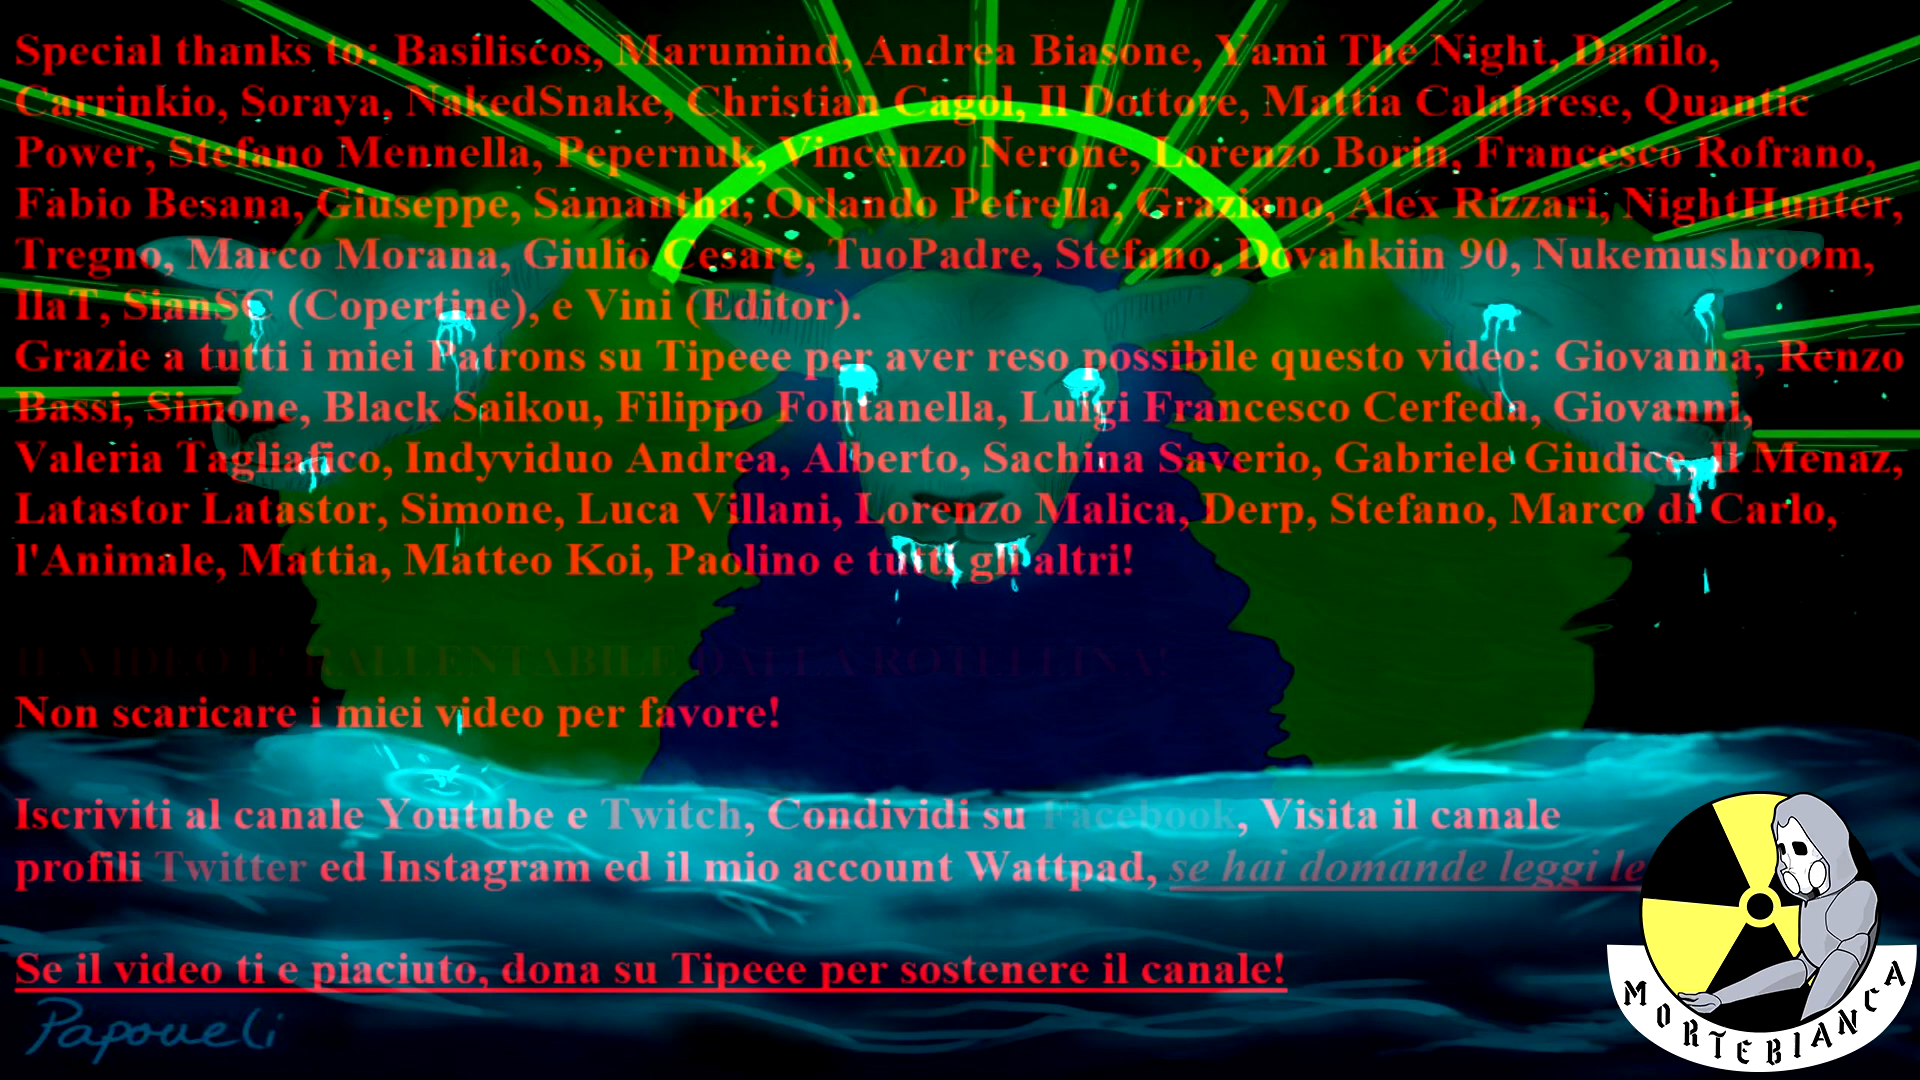 Special thanks to: Basiliscos, Marumind, Andrea Biasone, Yami The Night, Danilo,
Carrinkio, Soraya, NakedSnake, Christian Cagol, Il Dottore, Mattia Calabrese, Quantic
Power, Stefano Mennella, Pepernuk, Vincenzo Nerone, Lorenzo Borin, Francesco Rofrano,
Fabio Besana, Giuseppe, Samantha, Orlando Petrella, Graziano, Alex Rizzari, NightHunter,
Tregno, Marco Morana, Giulio Cesare, TuoPadre, Stefano, Dovahkiin 90, Nukemushroom,
IlaT, SianSC (Copertine), e Vini (Editor).
Grazie a tutti i miei Patrons su Tipeee per aver reso possibile questo video: Giovanna, Renzo
Bassi, Simone, Black Saikou, Filippo Fontanella, Luigi Francesco Cerfeda, Giovanni,
Valeria Tagliafico, Indyviduo Andrea, Alberto, Sachina Saverio, Gabriele Giudice, Il Menaz,
Latastor Latastor, Simone, Luca Villani, Lorenzo Malica, Derp, Stefano, Marco di Carlo,
l'Animale, Mattia, Matteo Koi, Paolino e tutti gli altri!
IL VIDEO E' RALLENTABILE DALLA ROTELLINA!
Non scaricare i miei video per favore!
Iscriviti al canale Youtube e Twitch, Condividi su Facebook, Visita il canale
profili Twitter ed Instagram ed il mio account Wattpad, se hai domande leggi le
Se il video ti e piaciuto, dona su Tipeee per sostenere il canale!
Papoueli
MORTEBIANCA